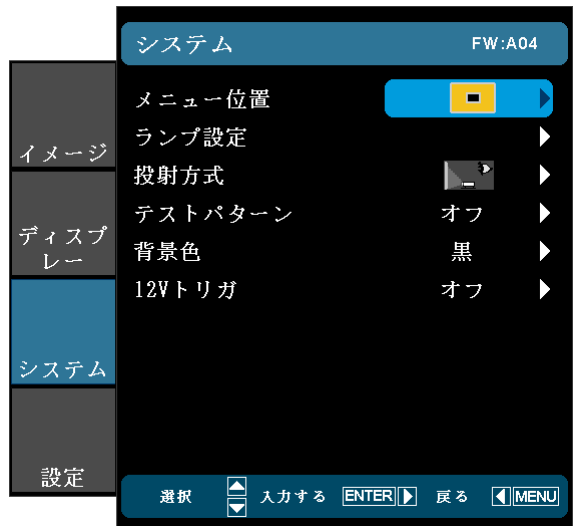 システム FW:A04
メニュー位置
ランプ設定
投射方式
テストパターン オフ
背景色 黒
12Vトリガ オフ
イメージ
ディスプ
レー
システム
設定
選択 入力する ENTER 戻る MENU